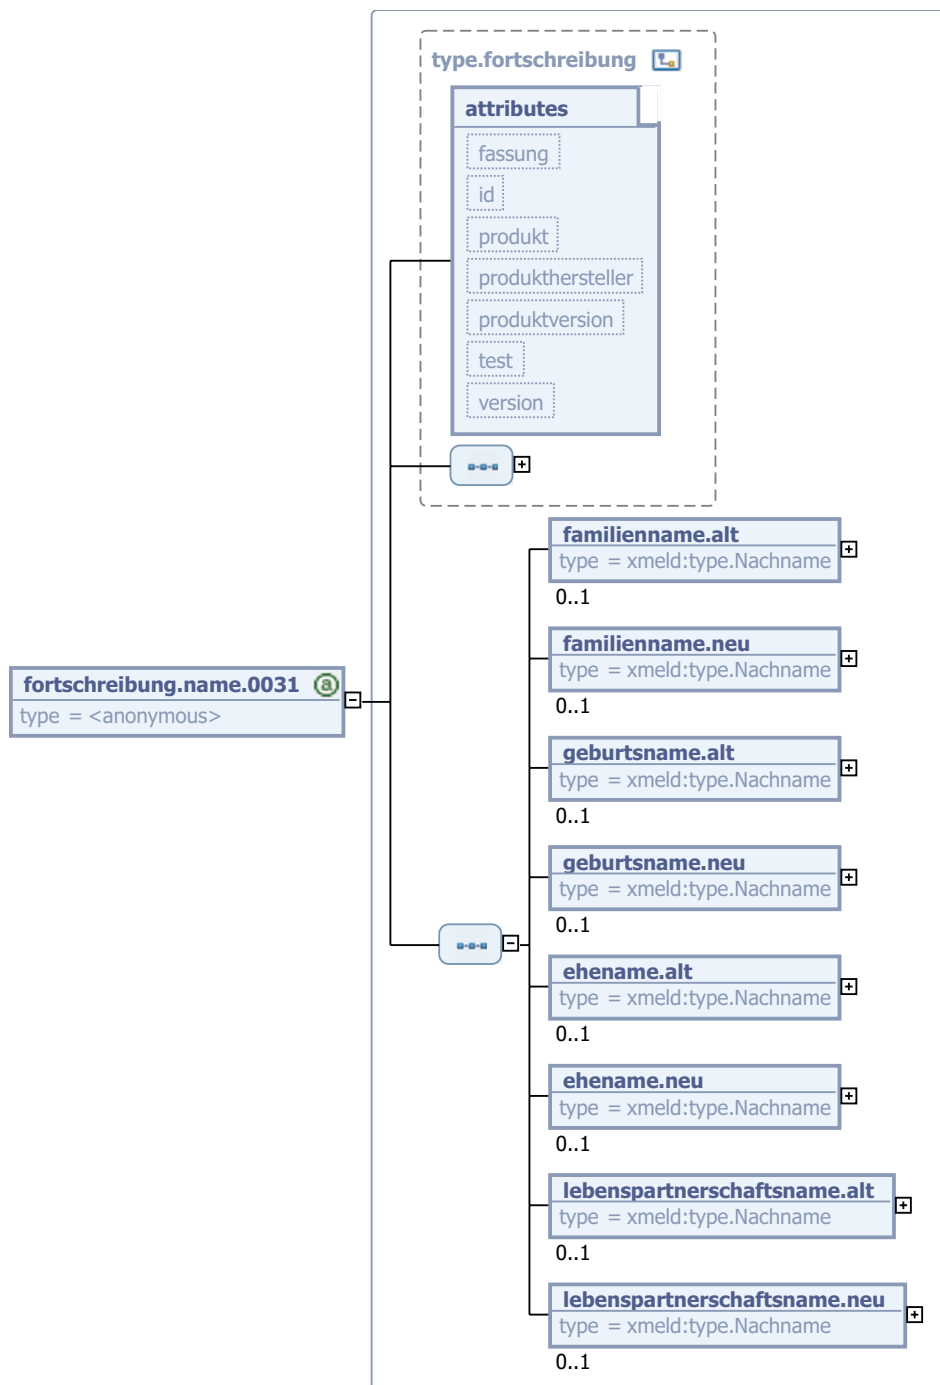 type.fortschreibung
attributes
fassung
id
produkt
produkthersteller
produktversion
test
version
familienname.alt
type = xmeld:type.Nachname
0..1
familienname.neu
type = xmeld:type.Nachname
0..1
fortschreibung.name.0031 @
type = <anonymous>
geburtsname.alt
type = xmeld:type.Nachname
0..1
geburtsname.neu
type = xmeld:type.Nachname
0..1
ehename.alt
type = xmeld:type.Nachname
0..1
ehename.neu
type = xmeld:type.Nachname
0..1
lebenspartnerschaftsname.alt
type = xmeld:type.Nachname
0..1
lebenspartnerschaftsname.neu
type = xmeld:type.Nachname
0..1